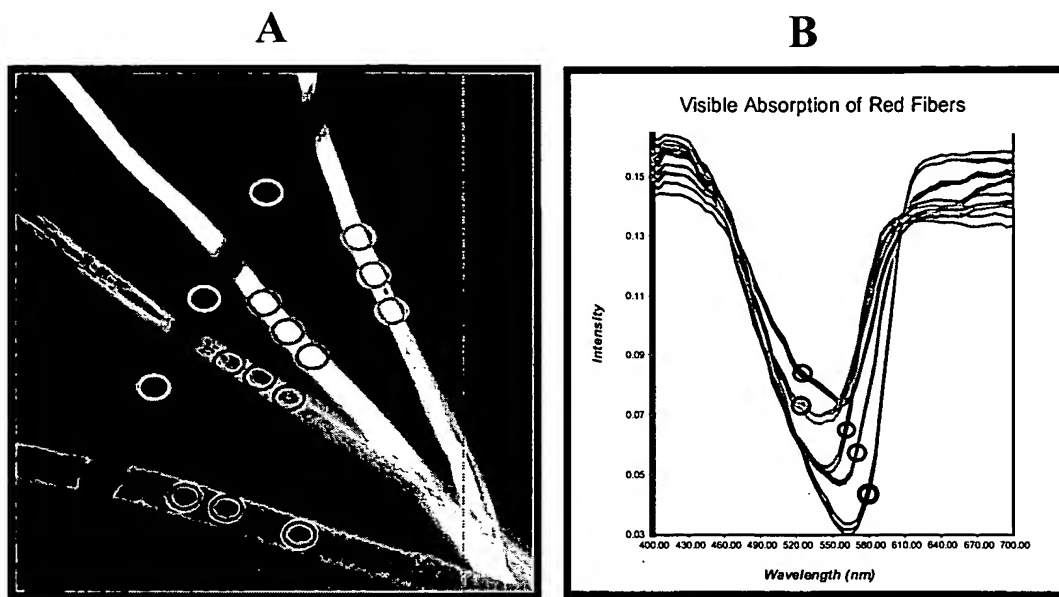 A
B
Visible Absorption of Red Fibers
Intensity
0.15
0.13
0.11
0.09
0.07
0.05
0.03
400.00 430.00 460.00 490.00 520.00 550.00 580.00 610.00 640.00 670.00 700.00
Wavelength (nm)